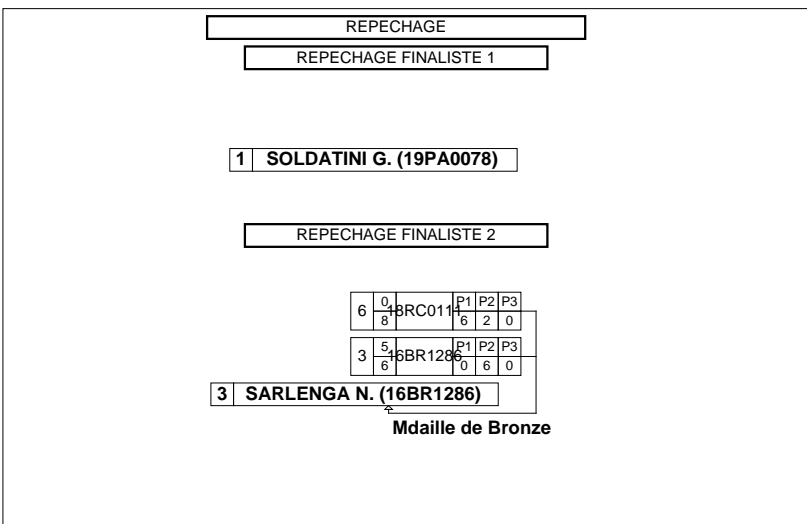 REPECHAGE
REPECHAGE FINALISTE 1
1 SOLDATINI G. (19PA0078)
REPECHAGE FINALISTE 2
6 0 8 18RC0111 P1 P2 P3
6 2 0
3 5 6 16BR1286 P1 P2 P3
0 6 0
3 SARLENGA N. (16BR1286)
Mdaille de Bronze